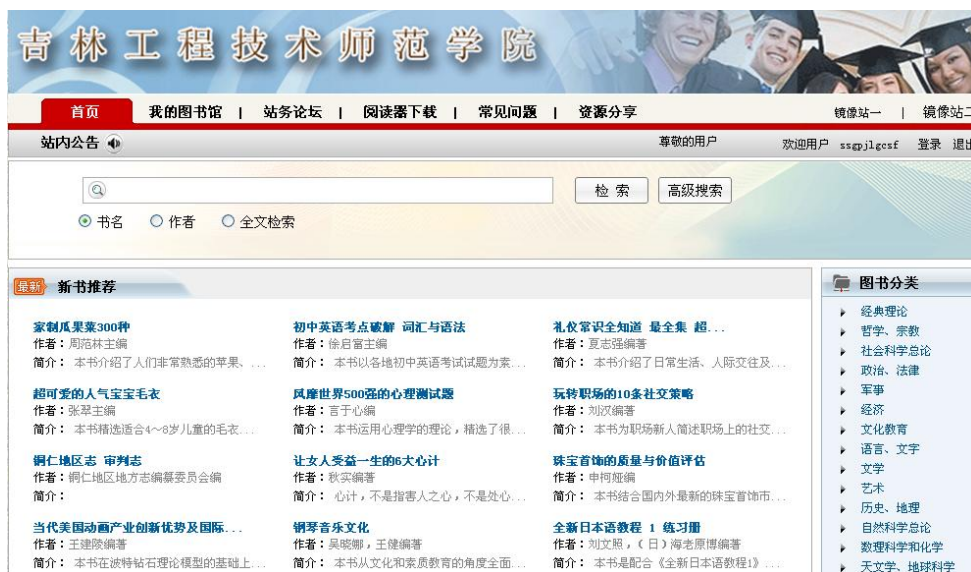 吉林工程技术师范学院
首页 我的图书馆 | 站务论坛 | 阅读器下载 | 常见问题 | 资源分享 镜像站一 | 镜像站二
站内公告 尊敬的用户 欢迎用户 ssgpjlgcsf 登录 退出
检 索 高级搜索
书名 作者 全文检索
最新 新书推荐
家制瓜果菜300种
作者：周范林主编
简介： 本书介绍了人们非常熟悉的苹果、...
初中英语考点破解 词汇与语法
作者：徐启富主编
简介： 本书以各地初中英语考试试题为素...
礼仪常识全知道 最全集 超...
作者：夏志强编著
简介： 本书介绍了日常生活、人际交往及...
超可爱的人气宝宝毛衣
作者：张翠主编
简介： 本书精选适合4～8岁儿童的毛衣...
风靡世界500强的心理测试题
作者：言于心编
简介： 本书运用心理学的理论，精选了很...
玩转职场的10条社交策略
作者：刘汉编著
简介： 本书为职场新人简述职场上的社交...
铜仁地区志 审判志
作者：铜仁地区地方志编纂委员会编
简介：
让女人受益一生的6大心计
作者：秋实编著
简介： 心计，不是指害人之心，不是处心...
珠宝首饰的质量与价值评估
作者：申柯娅编
简介： 本书结合国内外最新的珠宝首饰市...
当代美国动画产业创新优势及国际...
作者：王建陵编著
简介： 本书在波特钻石理论模型的基础上...
钢琴音乐文化
作者：吴晓娜，王健编著
简介： 本书从文化和素质教育的角度全面...
全新日本语教程 1 练习册
作者：刘文照，（日）海老原博编著
简介： 本书是配合《全新日本语教程1》...
图书分类
经典理论
哲学、宗教
社会科学总论
政治、法律
军事
经济
文化教育
语言、文字
文学
艺术
历史、地理
自然科学总论
数理科学和化学
天文学、地球科学